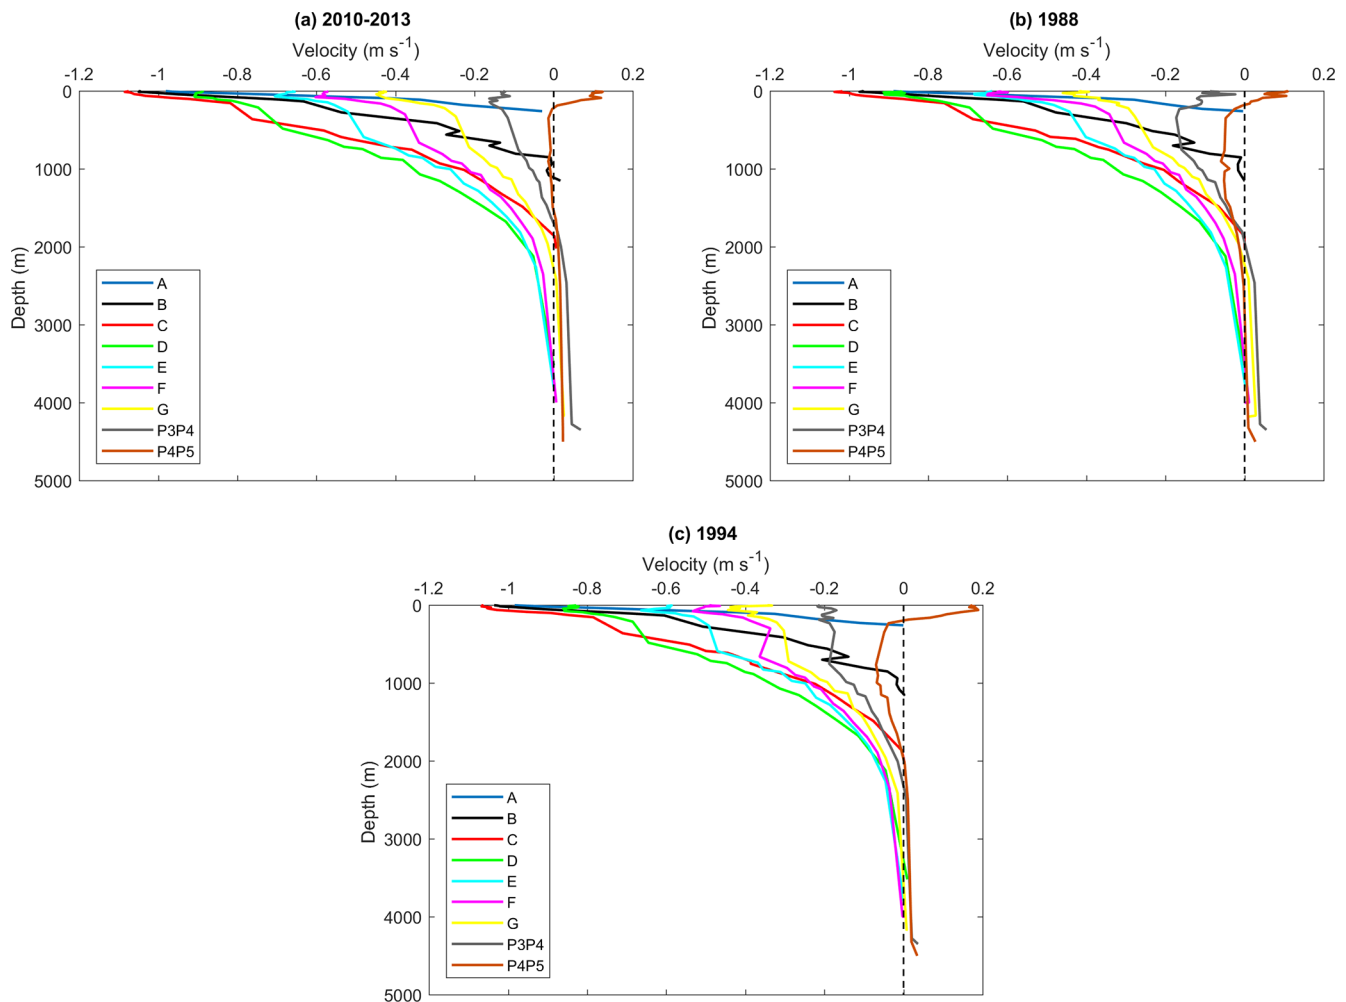 (a) 2010-2013
Velocity (m s-1)
-1.2 -1 -0.8 -0.6 -0.4 -0.2 0 0.2
0
1000
2000
3000
4000
5000
Depth (m)
A
B
C
D
E
F
G
P3P4
P4P5
(b) 1988
Velocity (m s-1)
-1.2 -1 -0.8 -0.6 -0.4 -0.2 0 0.2
0
1000
2000
3000
4000
5000
Depth (m)
A
B
C
D
E
F
G
P3P4
P4P5
(c) 1994
Velocity (m s-1)
-1.2 -1 -0.8 -0.6 -0.4 -0.2 0 0.2
0
1000
2000
3000
4000
5000
Depth (m)
A
B
C
D
E
F
G
P3P4
P4P5